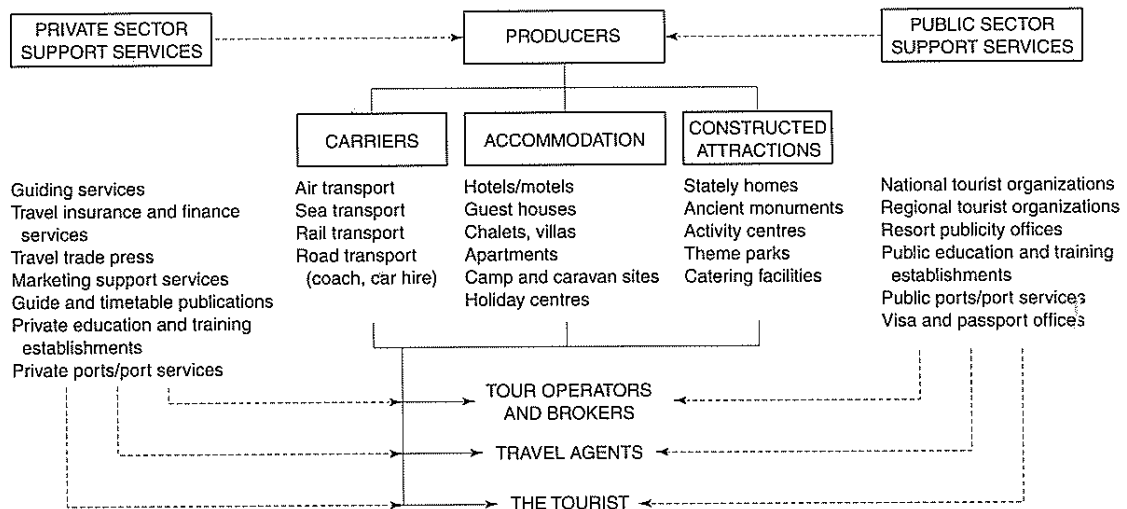 PRIVATE SECTOR
SUPPORT SERVICES
PRODUCERS
PUBLIC SECTOR
SUPPORT SERVICES
CARRIERS
ACCOMMODATION
CONSTRUCTED
ATTRACTIONS
Guiding services
Travel insurance and finance
services
Travel trade press
Marketing support services
Guide and timetable publications
Private education and training
establishments
Private ports/port services
Air transport
Sea transport
Rail transport
Road transport
(coach, car hire)
Hotels/motels
Guest houses
Chalets, villas
Apartments
Camp and caravan sites
Holiday centres
Stately homes
Ancient monuments
Activity centres
Theme parks
Catering facilities
National tourist organizations
Regional tourist organizations
Resort publicity offices
Public education and training
establishments
Public ports/port services
Visa and passport offices
TOUR OPERATORS
AND BROKERS
TRAVEL AGENTS
THE TOURIST